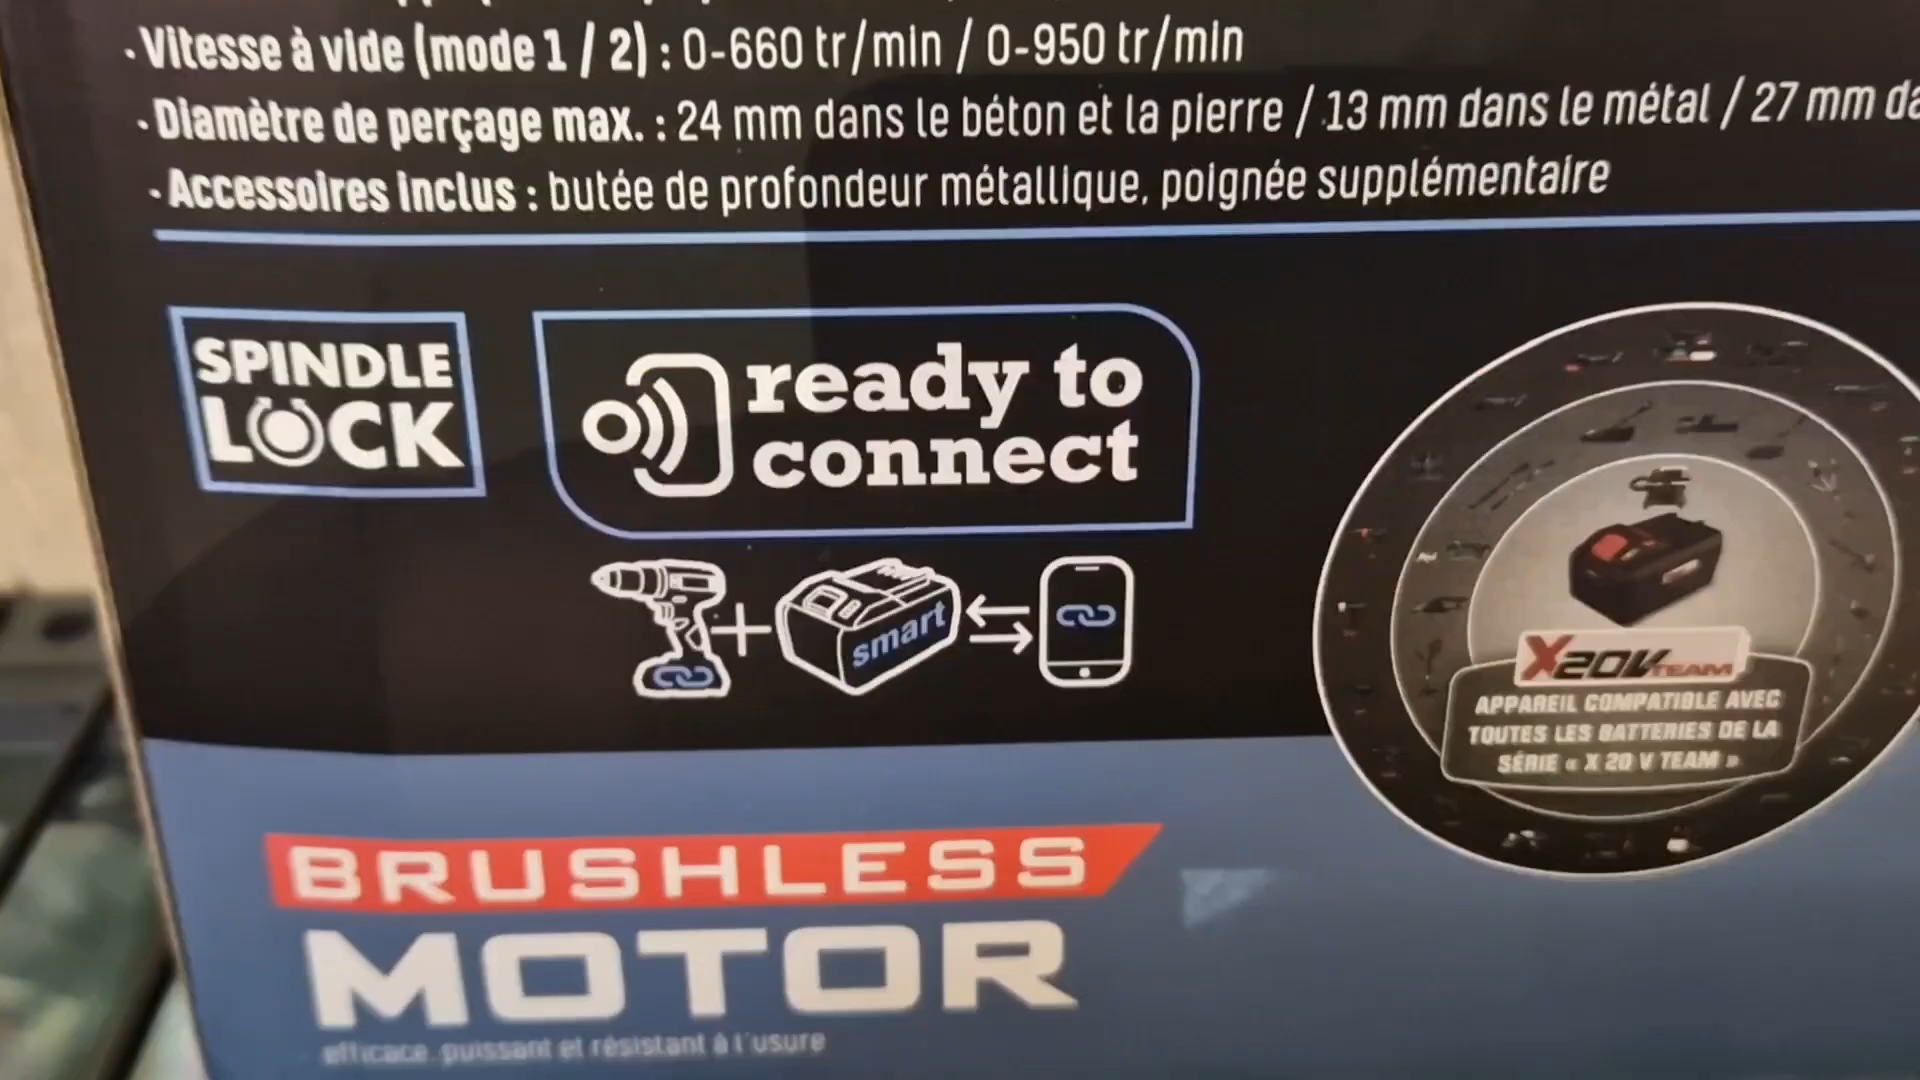 · Vitesse à vide (mode 1 / 2) : 0-660 tr/min / 0-950 tr/min
· Diamètre de perçage max. : 24 mm dans le béton et la pierre / 13 mm dans le métal / 27 mm
· Accessoires inclus : butée de profondeur métallique, poignée supplémentaire
SPINDLE
LOCK
ready to
connect
smart
X20V TEAM
APPAREIL COMPATIBLE AVEC
TOUTES LES BATTERIES DE LA
SÉRIE « X 20 V TEAM »
BRUSHLESS
MOTOR
efficace, puissant et résistant à l'usure